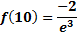 f(10) = -2/e³